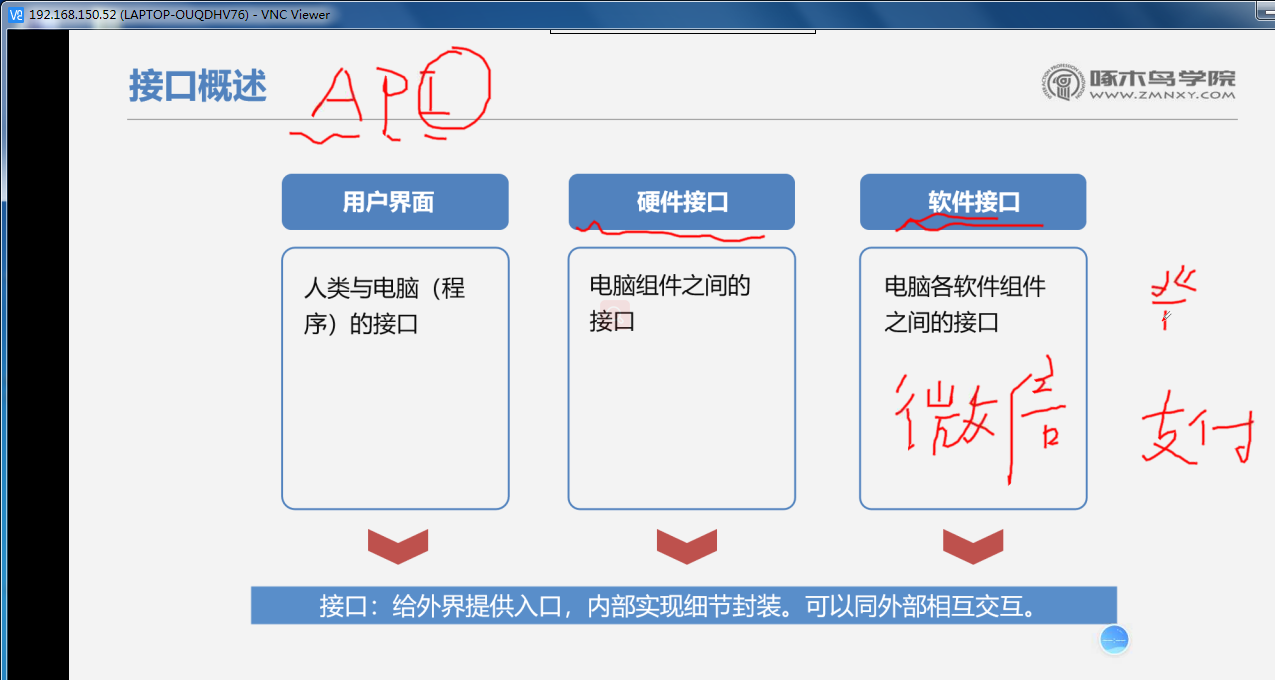 192.168.150.52 (LAPTOP-OUQDHV76) - VNC Viewer
接口概述
API
啄木鸟学院
WWW.ZMNXY.COM
用户界面
硬件接口
软件接口
人类与电脑（程
序）的接口
电脑组件之间的
接口
电脑各软件组件
之间的接口
微信
支付
接口：给外界提供入口，内部实现细节封装。可以同外部相互交互。